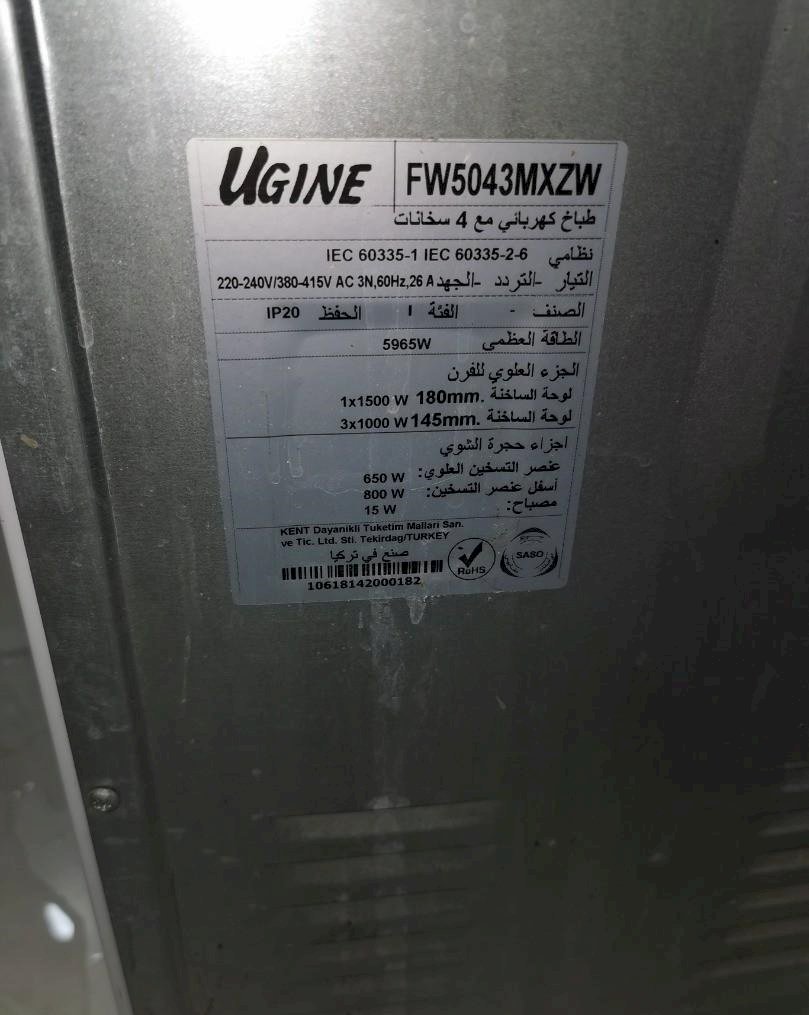 UGINE FW5043MXZW
طباخ كهربائي مع 4 سخانات
نظامي IEC 60335-1 IEC 60335-2-6
التيار -التردد -الجهد 220-240V/380-415V AC 3N,60Hz,26 A
الصنف - الفئة I الحفظ IP20
الطاقة العظمى 5965W
الجزء العلوي للفرن
لوحة الساخنة .180mm 1x1500 W
لوحة الساخنة .145mm 3x1000 W
اجزاء حجرة الشوي
عنصر التسخين العلوي: 650 W
أسفل عنصر التسخين: 800 W
مصباح: 15 W
KENT Dayanikli Tuketim Mallari San.
ve Tic. Ltd. Sti. Tekirdag/TURKEY
صنع في تركيا
10618142000182
RoHS
SASO